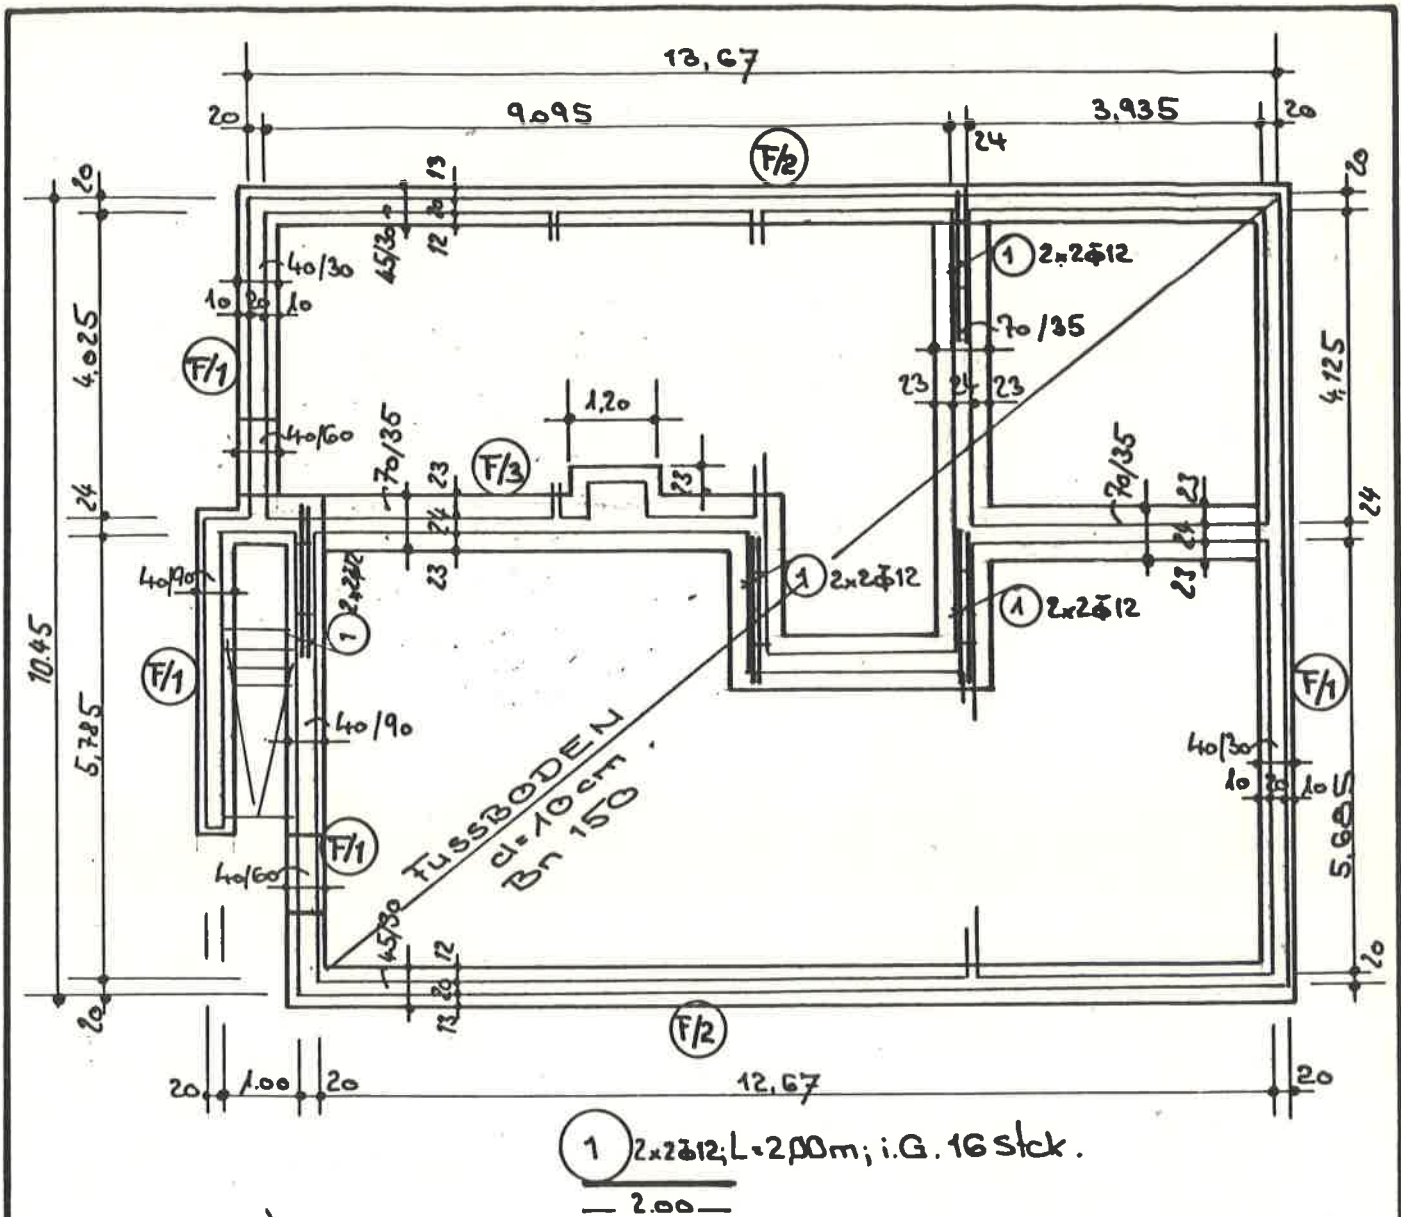 13,67
20 9.095 3.935 20
24
F/2
13
20
12
45/30
20
20
40/30
10 20 10
1 2x2ϕ12
70/35
4,025
F/1
4,125
23 24 23
1,20
40/60
70/35
F/3
23
24
23
23
70/35
23
24
23
24
24
40/90
2x2ϕ12
1
1 2x2ϕ12
1 2x2ϕ12
10.45
F/1
F/1
5,785
40/90
40/30
10 20 10
5,685
FUSSBODEN
d=10cm
Bn 150
F/1
40/60
45/30
12
20
13
20
20
F/2
20 1.00 20 12,67 20
1 2x2ϕ12; L=2,00m; i.G. 16 Stck.
2.00